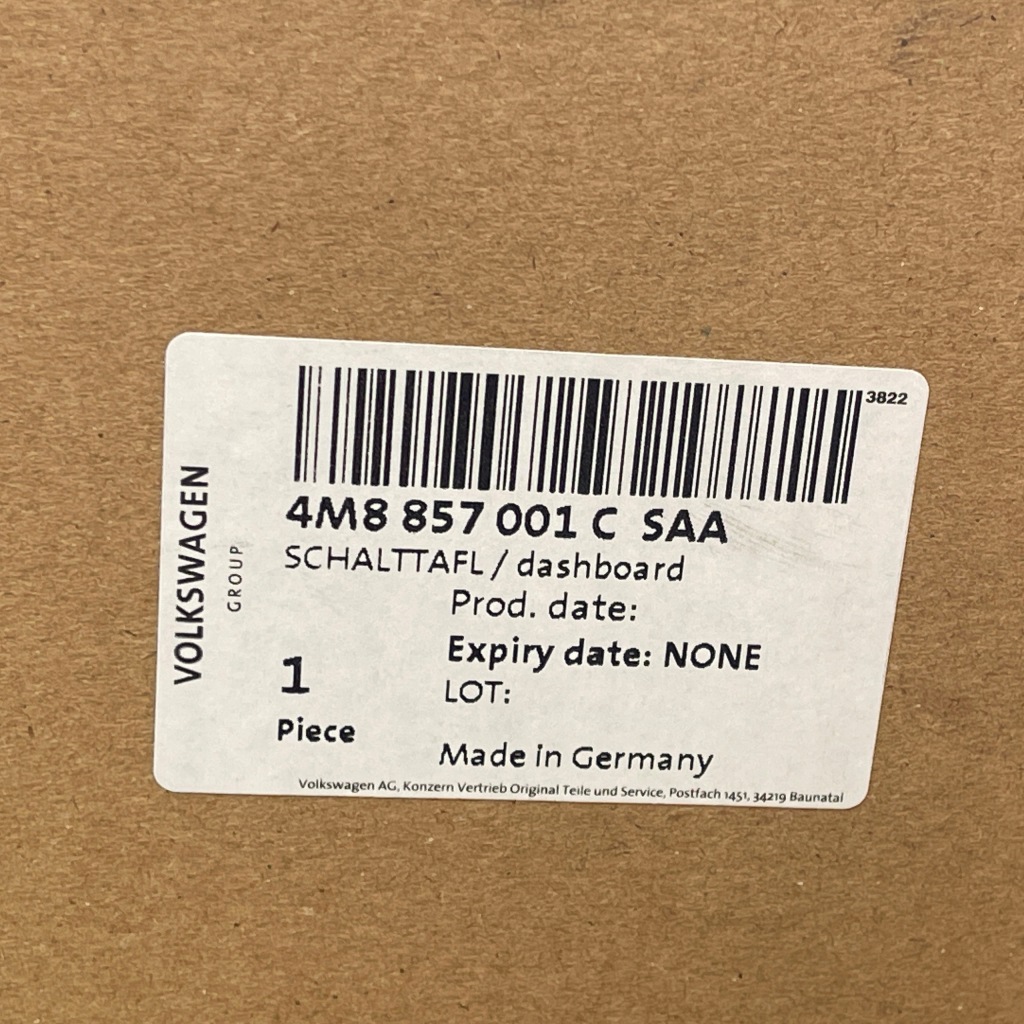 VOLKSWAGEN
GROUP
3822
4M8 857 001 C SAA
SCHALTTAFL / dashboard
Prod. date:
Expiry date: NONE
1
LOT:
Piece
Made in Germany
Volkswagen AG, Konzern Vertrieb Original Teile und Service, Postfach 1451, 34219 Baunatal